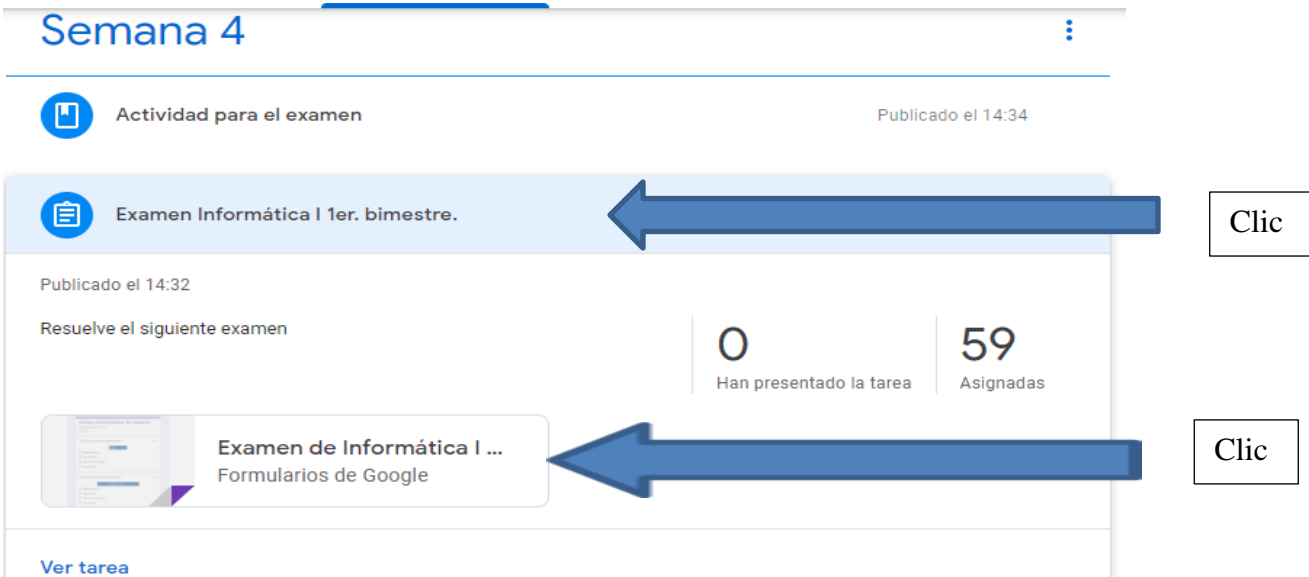 Semana 4
Actividad para el examen Publicado el 14:34
Examen Informática I 1er. bimestre.
Clic
Publicado el 14:32
Resuelve el siguiente examen
0 59
Han presentado la tarea Asignadas
Examen de Informática I ...
Formularios de Google
Clic
Ver tarea